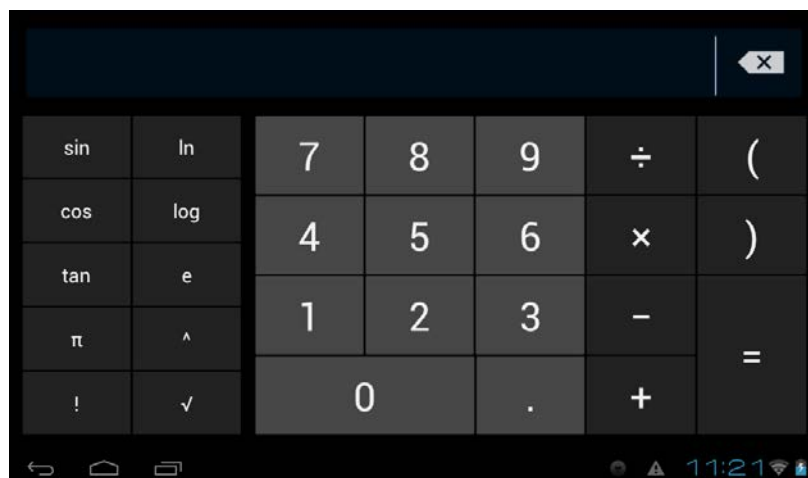 sin ln 7 8 9 ÷ (
cos log 4 5 6 × )
tan e
π ^ 1 2 3 − =
! √ 0 . +
11:21